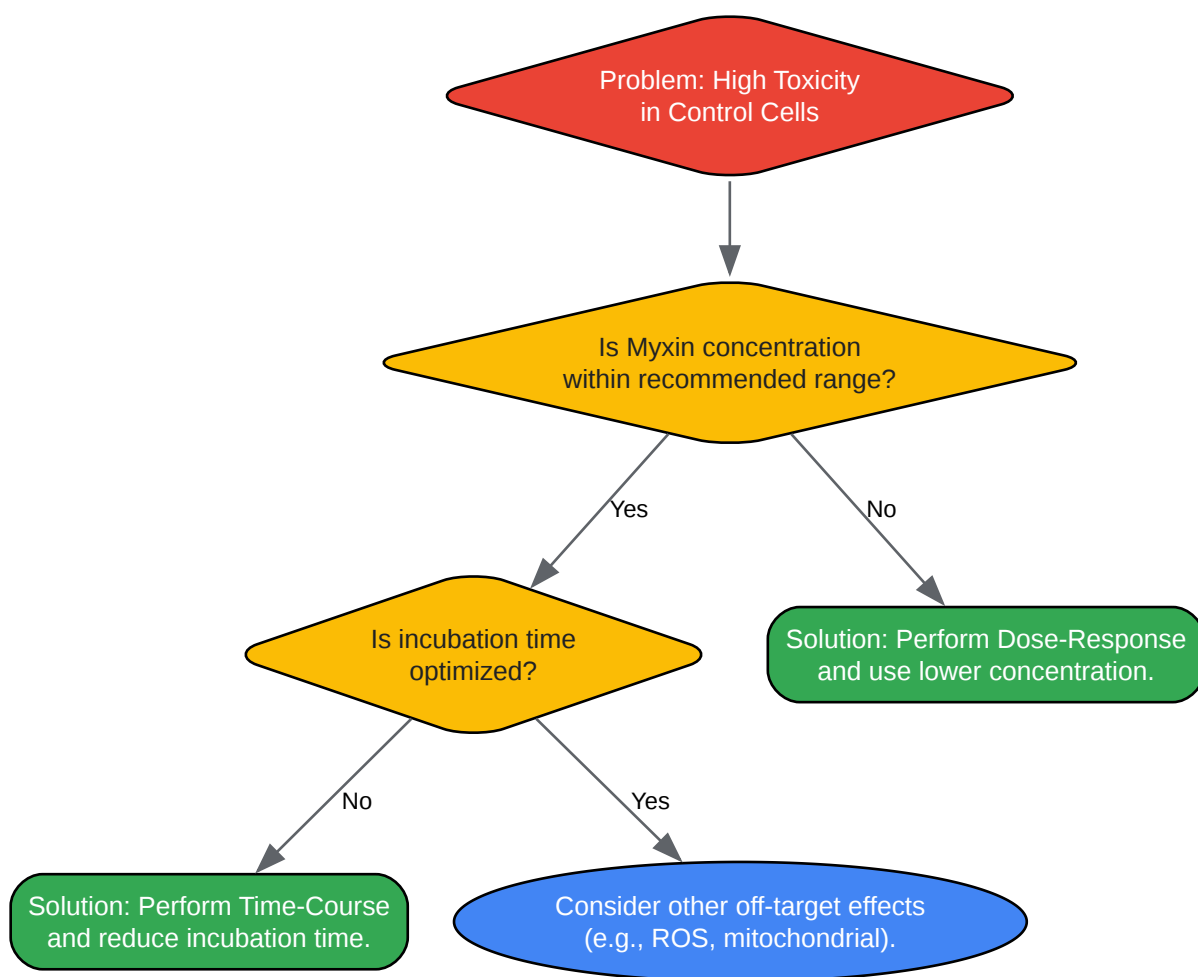 Problem: High Toxicity
in Control Cells
Is Myxin concentration
within recommended range?
Yes
No
Is incubation time
optimized?
Solution: Perform Dose-Response
and use lower concentration.
No
Yes
Solution: Perform Time-Course
and reduce incubation time.
Consider other off-target effects
(e.g., ROS, mitochondrial).